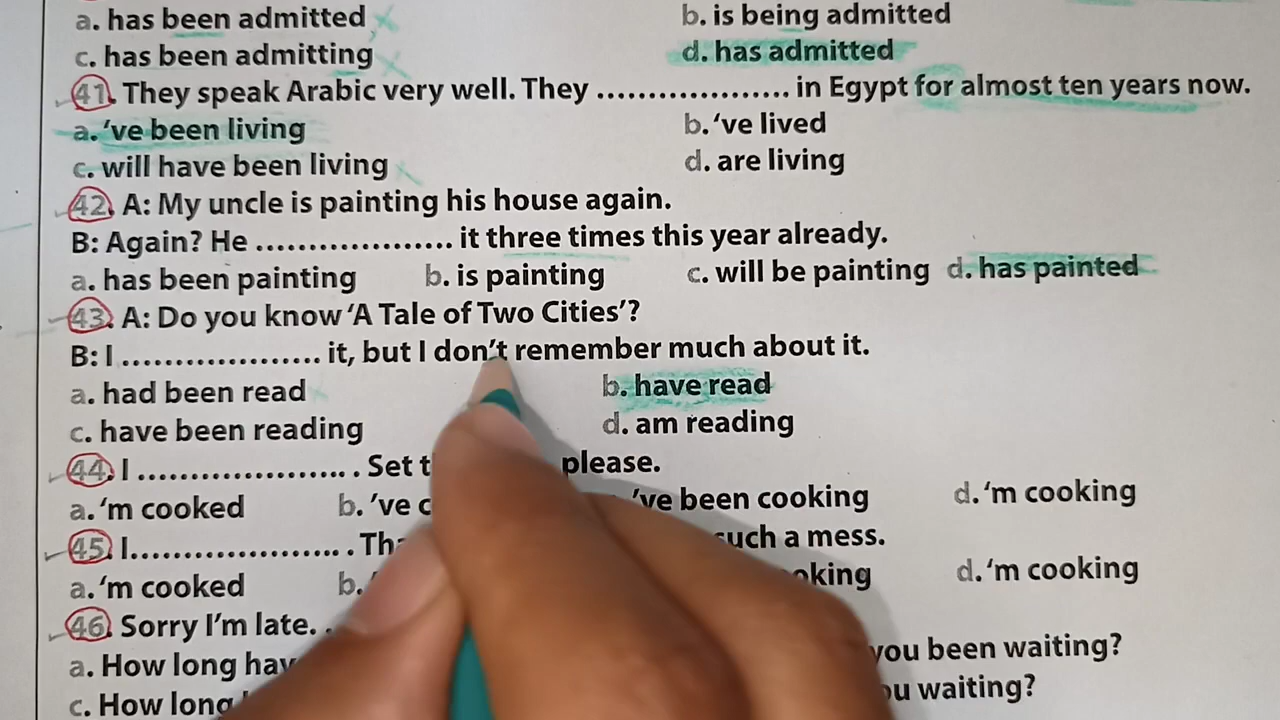 a. has been admitted b. is being admitted
c. has been admitting d. has admitted
41. They speak Arabic very well. They ................... in Egypt for almost ten years now.
a. 've been living b. 've lived
c. will have been living d. are living
42. A: My uncle is painting his house again.
B: Again? He ................... it three times this year already.
a. has been painting b. is painting c. will be painting d. has painted
43. A: Do you know 'A Tale of Two Cities'?
B: I ................... it, but I don't remember much about it.
a. had been read b. have read
c. have been reading d. am reading
44. I ..................... . Set please.
a. 'm cooked b. 've 've been cooking d. 'm cooking
45. I..................... . such a mess.
a. 'm cooked b. d. 'm cooking
46. Sorry I'm late.
a. How long you been waiting?
c. How long waiting?